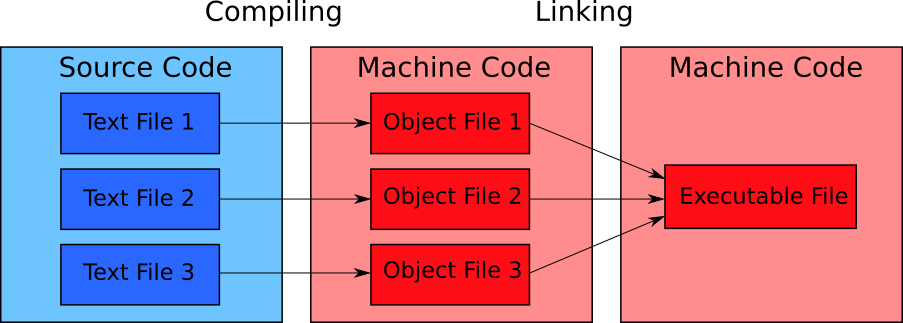 Compiling
Linking
Source Code
Machine Code
Machine Code
Text File 1
Object File 1
Text File 2
Object File 2
Executable File
Text File 3
Object File 3